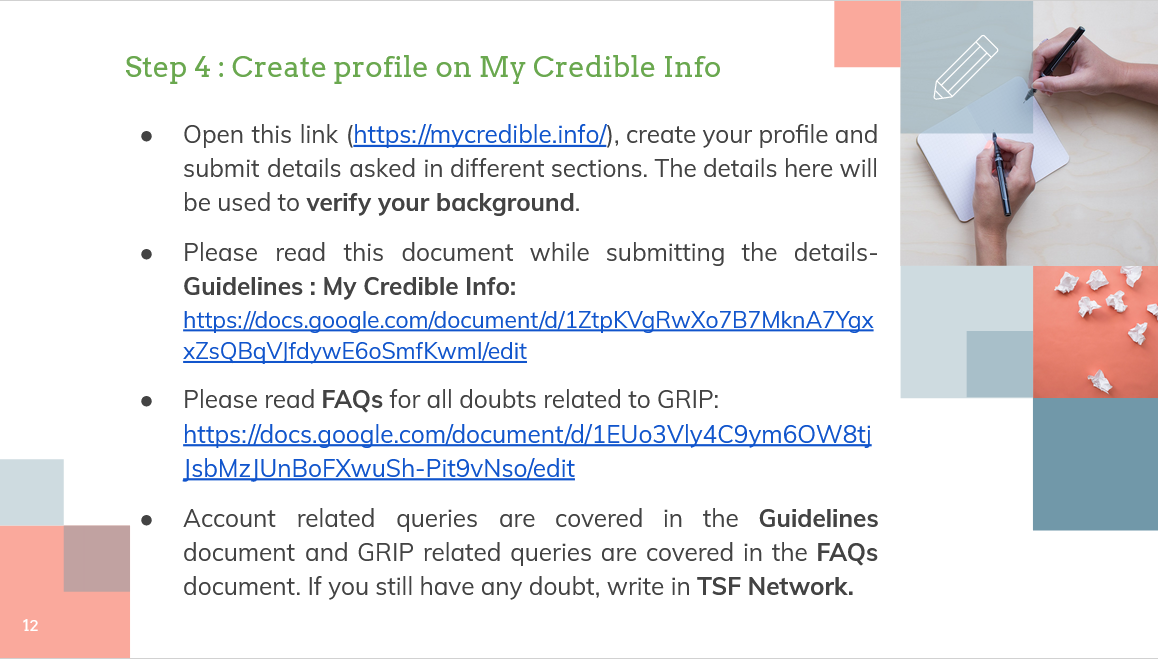 Step 4 : Create profile on My Credible Info
● Open this link (https://mycredible.info/), create your profile and
submit details asked in different sections. The details here will
be used to verify your background.
● Please read this document while submitting the details-
Guidelines : My Credible Info:
https://docs.google.com/document/d/1ZtpKVgRwXo7B7MknA7Ygx
xZsQBqVJfdywE6oSmfKwmI/edit
● Please read FAQs for all doubts related to GRIP:
https://docs.google.com/document/d/1EUo3Vly4C9ym6OW8tj
JsbMzJUnBoFXwuSh-Pit9vNso/edit
● Account related queries are covered in the Guidelines
document and GRIP related queries are covered in the FAQs
document. If you still have any doubt, write in TSF Network.
12